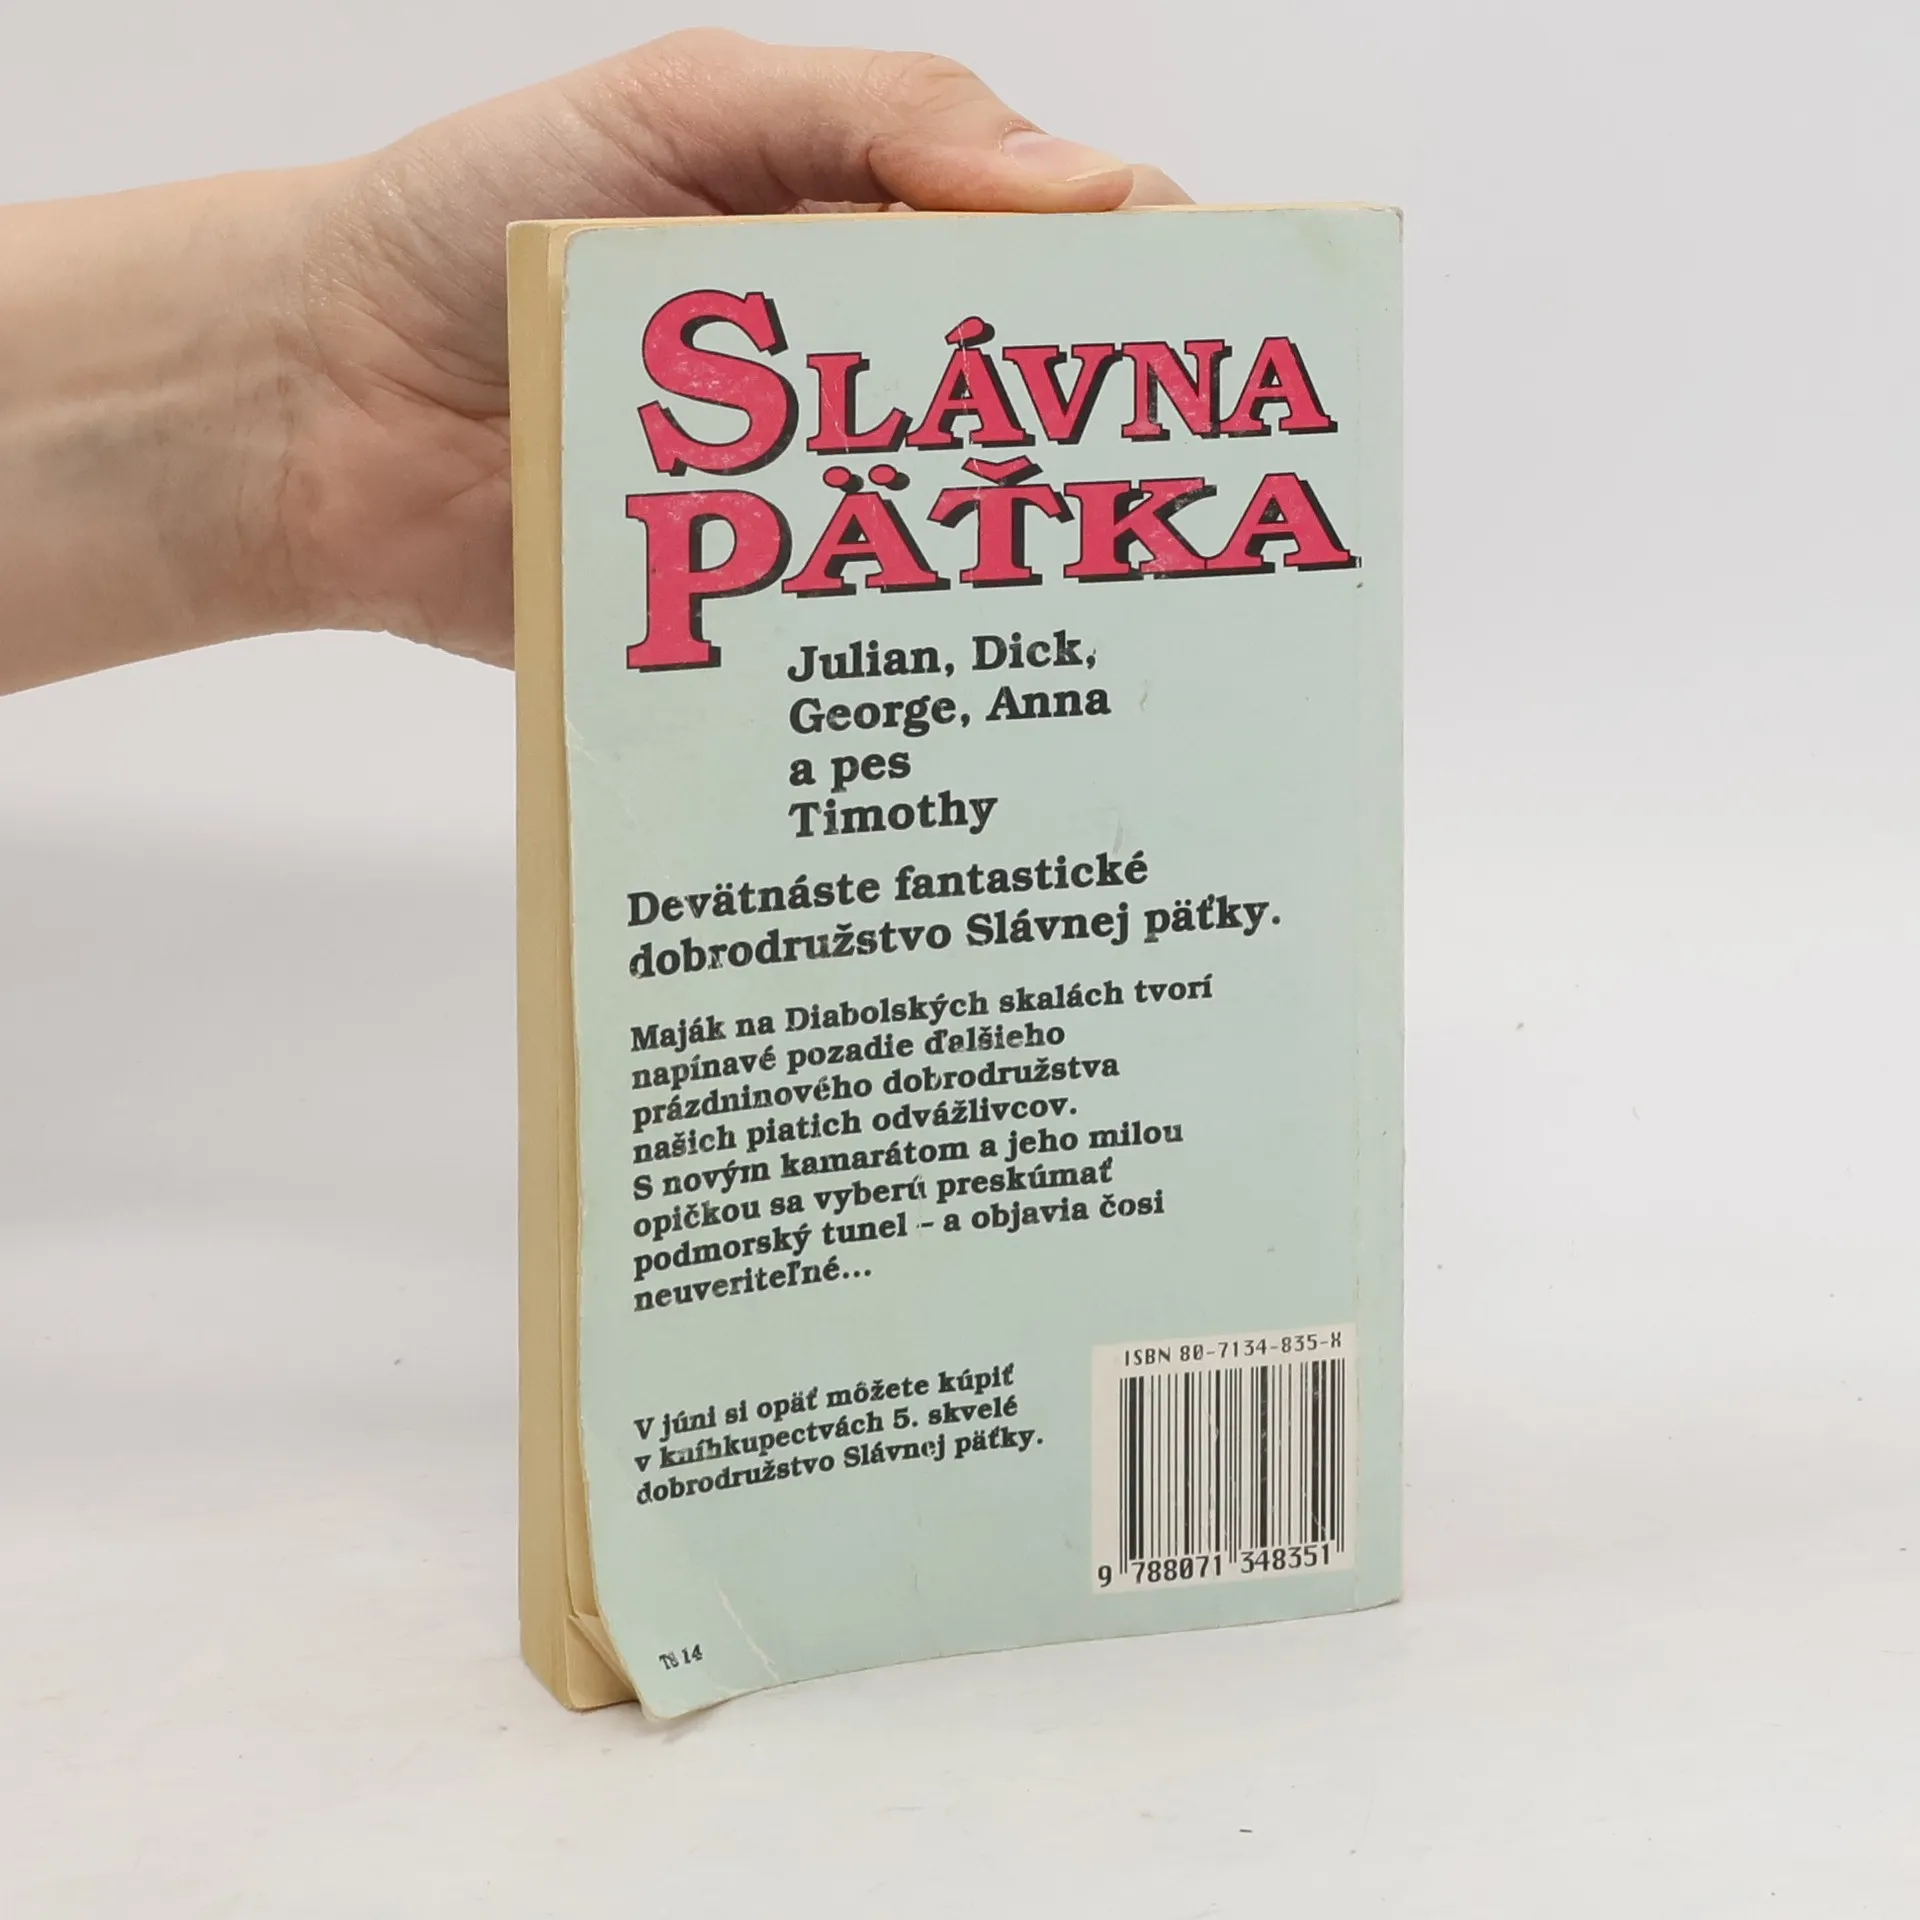 SLÁVNA
PÄŤKA
Julian, Dick,
George, Anna
a pes
Timothy
Devätnáste fantastické
dobrodružstvo Slávnej päťky.
Maják na Diabolských skalách tvorí
napínavé pozadie ďalšieho
prázdninového dobrodružstva
našich piatich odvážlivcov.
S novým kamarátom a jeho milou
opičkou sa vyberú preskúmať
podmorský tunel – a objavia čosi
neuveriteľné...
V júni si opäť môžete kúpiť
v kníhkupectvách 5. skvelé
dobrodružstvo Slávnej päťky.
ISBN 80-7134-835-X
9 788071 348351
TS 14